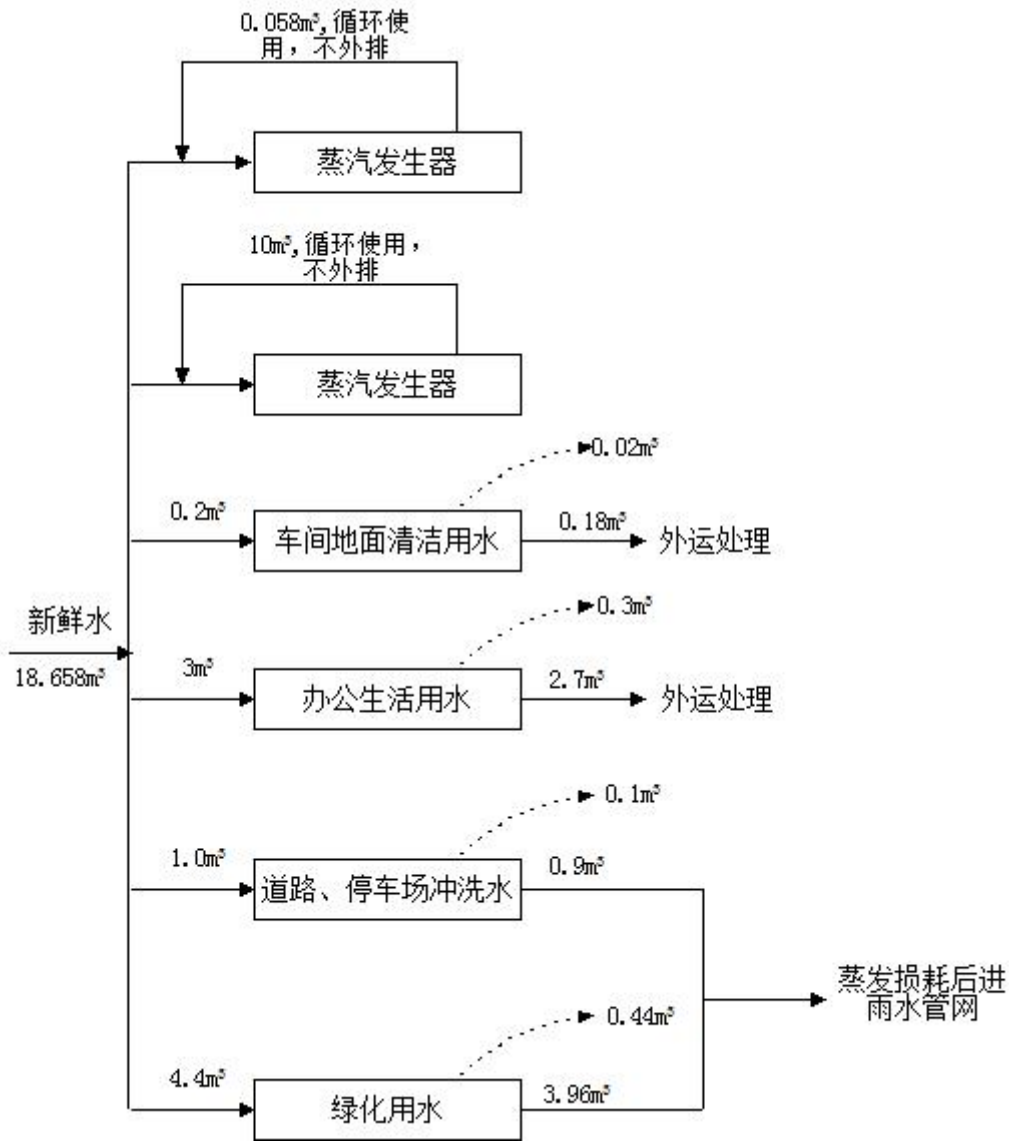 0.058m³,循环使
用，不外排
蒸汽发生器
10m³,循环使用，
不外排
蒸汽发生器
0.02m³
0.2m³
车间地面清洁用水
0.18m³
外运处理
0.3m³
新鲜水
18.658m³
3m³
办公生活用水
2.7m³
外运处理
0.1m³
1.0m³
道路、停车场冲洗水
0.9m³
蒸发损耗后进
雨水管网
0.44m³
4.4m³
绿化用水
3.96m³